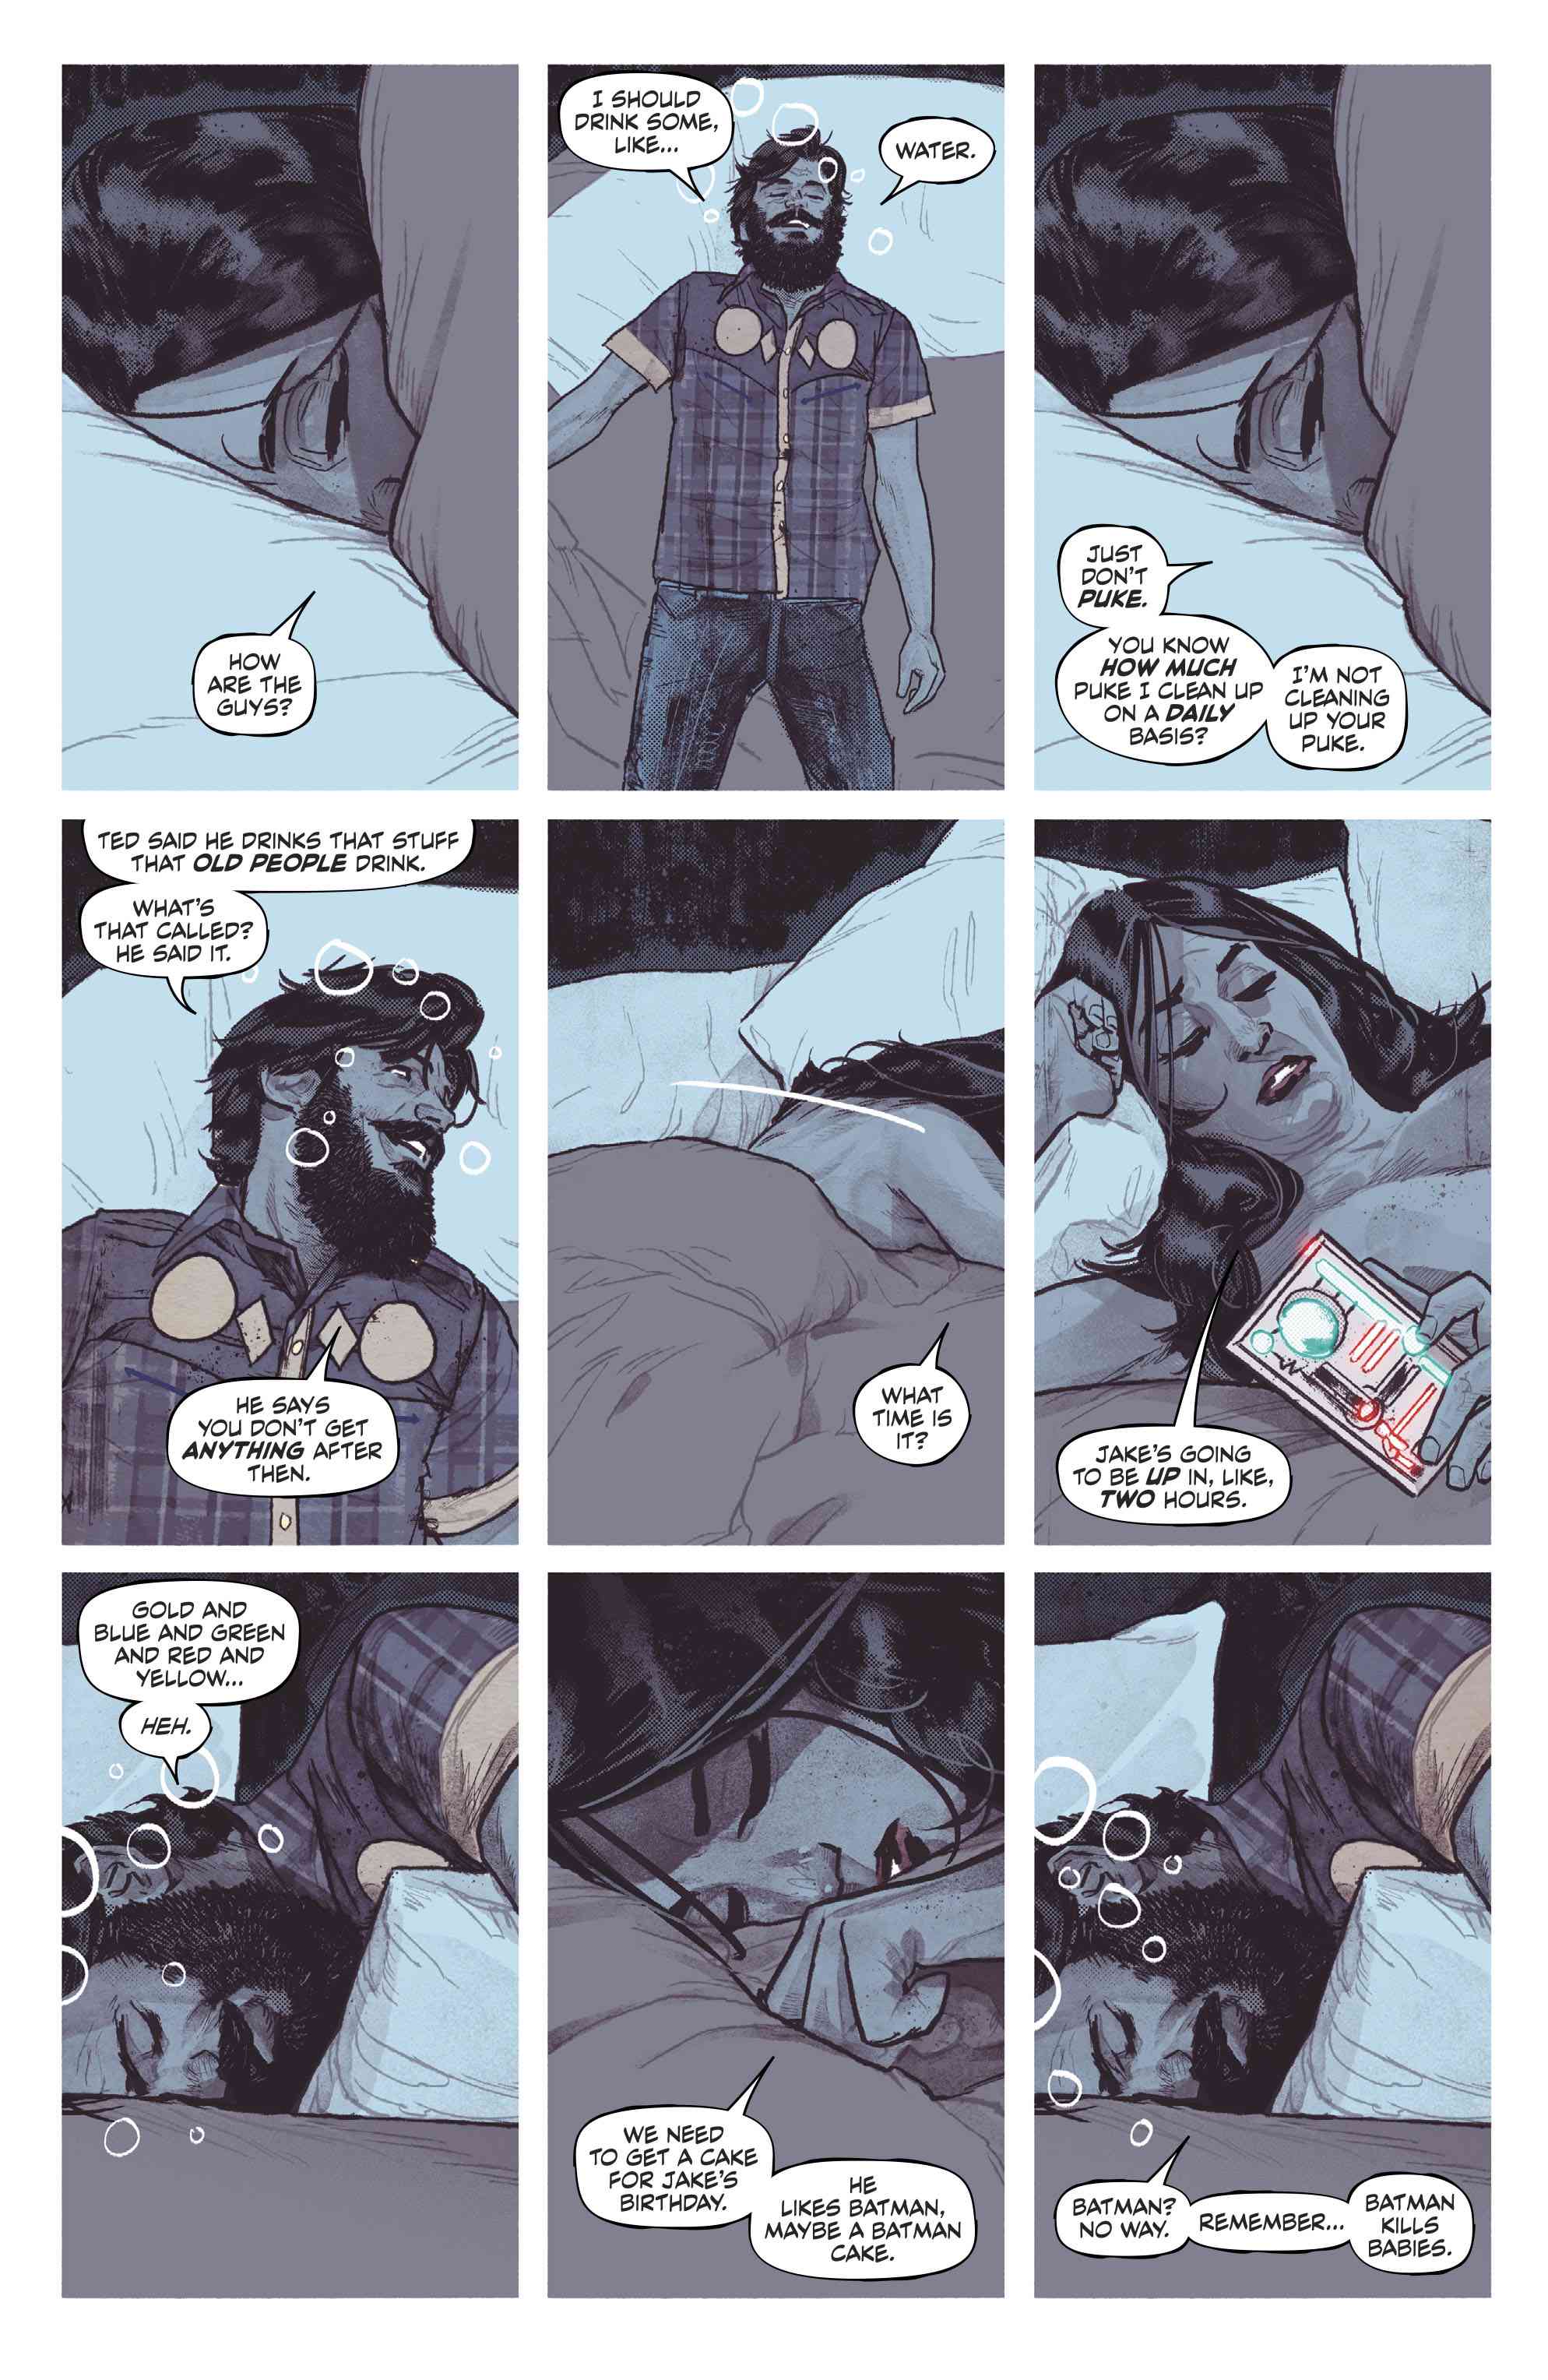 HOW
ARE THE
GUYS?
I SHOULD
DRINK SOME,
LIKE...
WATER.
JUST
DON'T
PUKE.
YOU KNOW
HOW MUCH
PUKE I CLEAN UP
ON A DAILY
BASIS?
I'M NOT
CLEANING
UP YOUR
PUKE.
TED SAID HE DRINKS THAT STUFF
THAT OLD PEOPLE DRINK.
WHAT'S
THAT CALLED?
HE SAID IT.
HE SAYS
YOU DON'T GET
ANYTHING AFTER
THEN.
WHAT
TIME IS
IT?
JAKE'S GOING
TO BE UP IN, LIKE,
TWO HOURS.
GOLD AND
BLUE AND GREEN
AND RED AND
YELLOW...
HEH.
WE NEED
TO GET A CAKE
FOR JAKE'S
BIRTHDAY.
HE
LIKES BATMAN,
MAYBE A BATMAN
CAKE.
BATMAN?
NO WAY.
REMEMBER...
BATMAN
KILLS
BABIES.